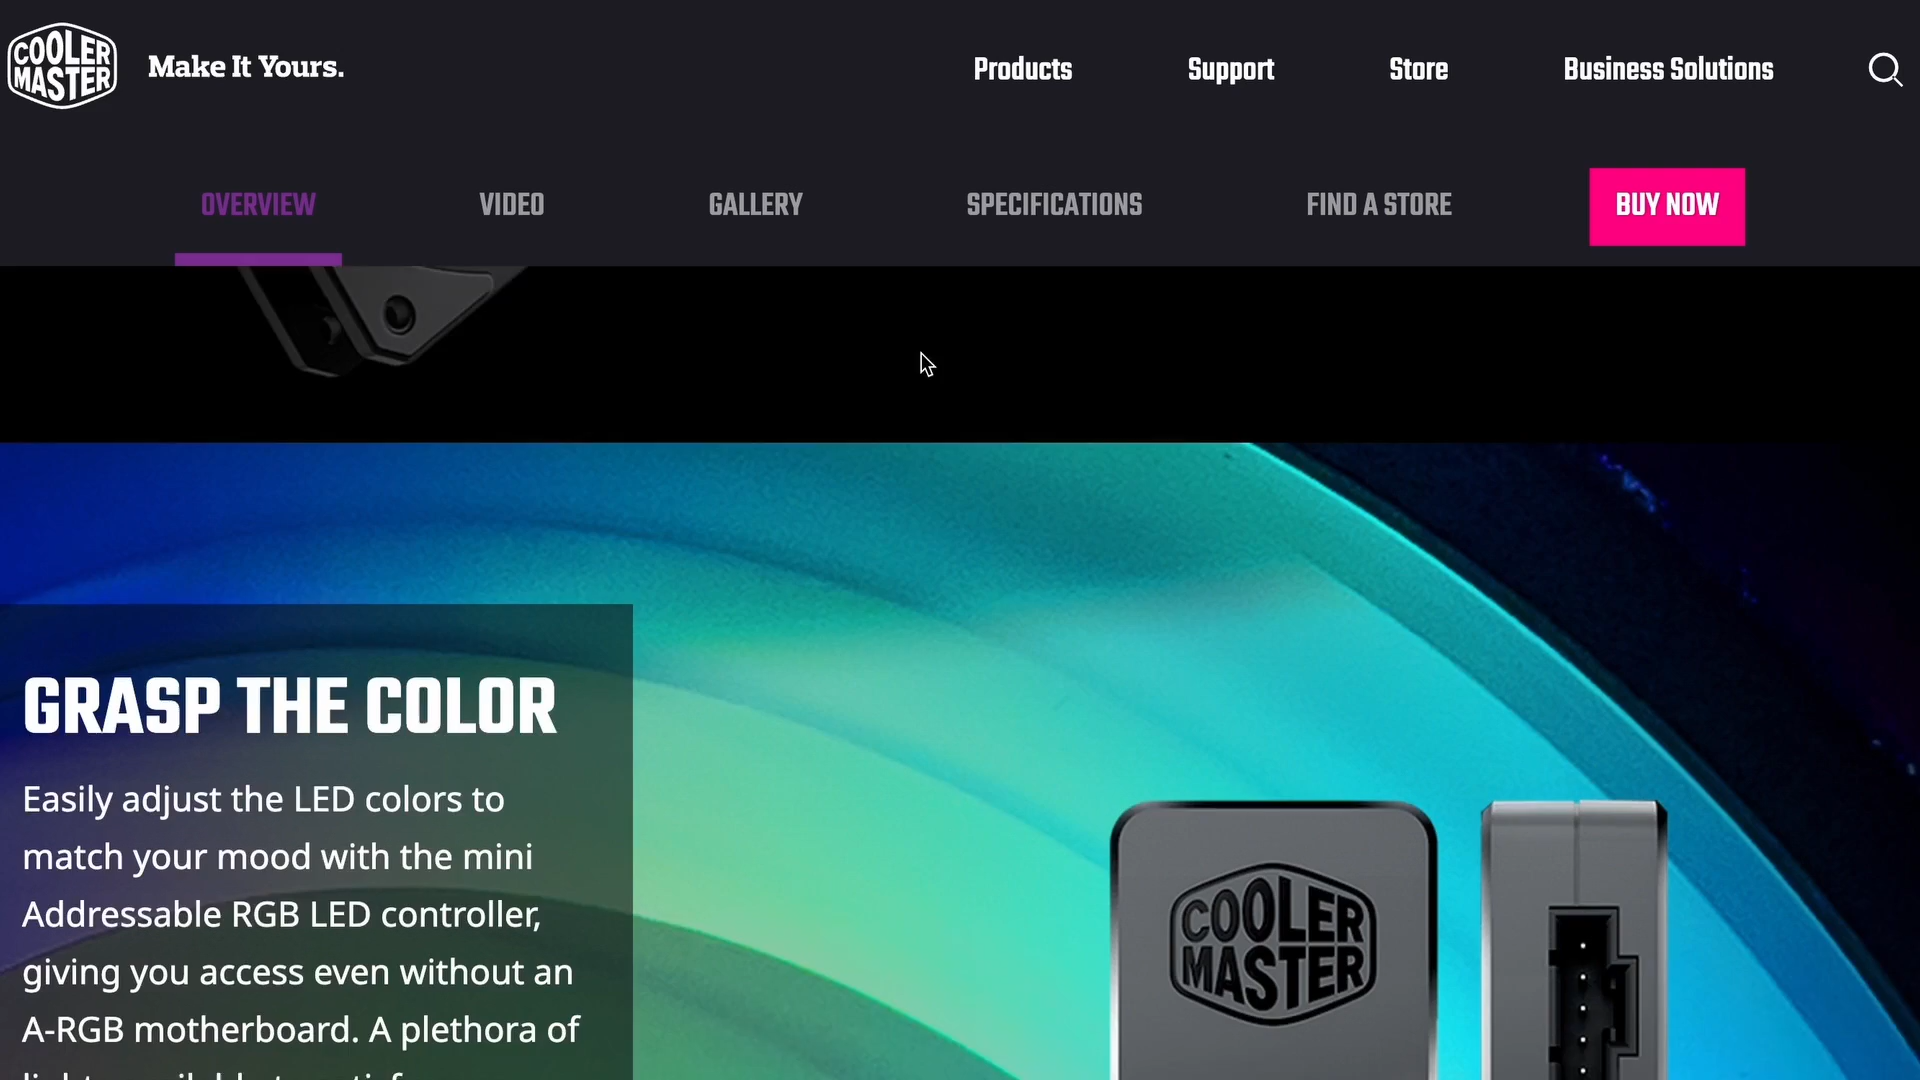 COOLER
MASTER
Make It Yours.
Products
Support
Store
Business Solutions
OVERVIEW
VIDEO
GALLERY
SPECIFICATIONS
FIND A STORE
BUY NOW
GRASP THE COLOR
Easily adjust the LED colors to
match your mood with the mini
Addressable RGB LED controller,
giving you access even without an
A-RGB motherboard. A plethora of
COOLER
MASTER